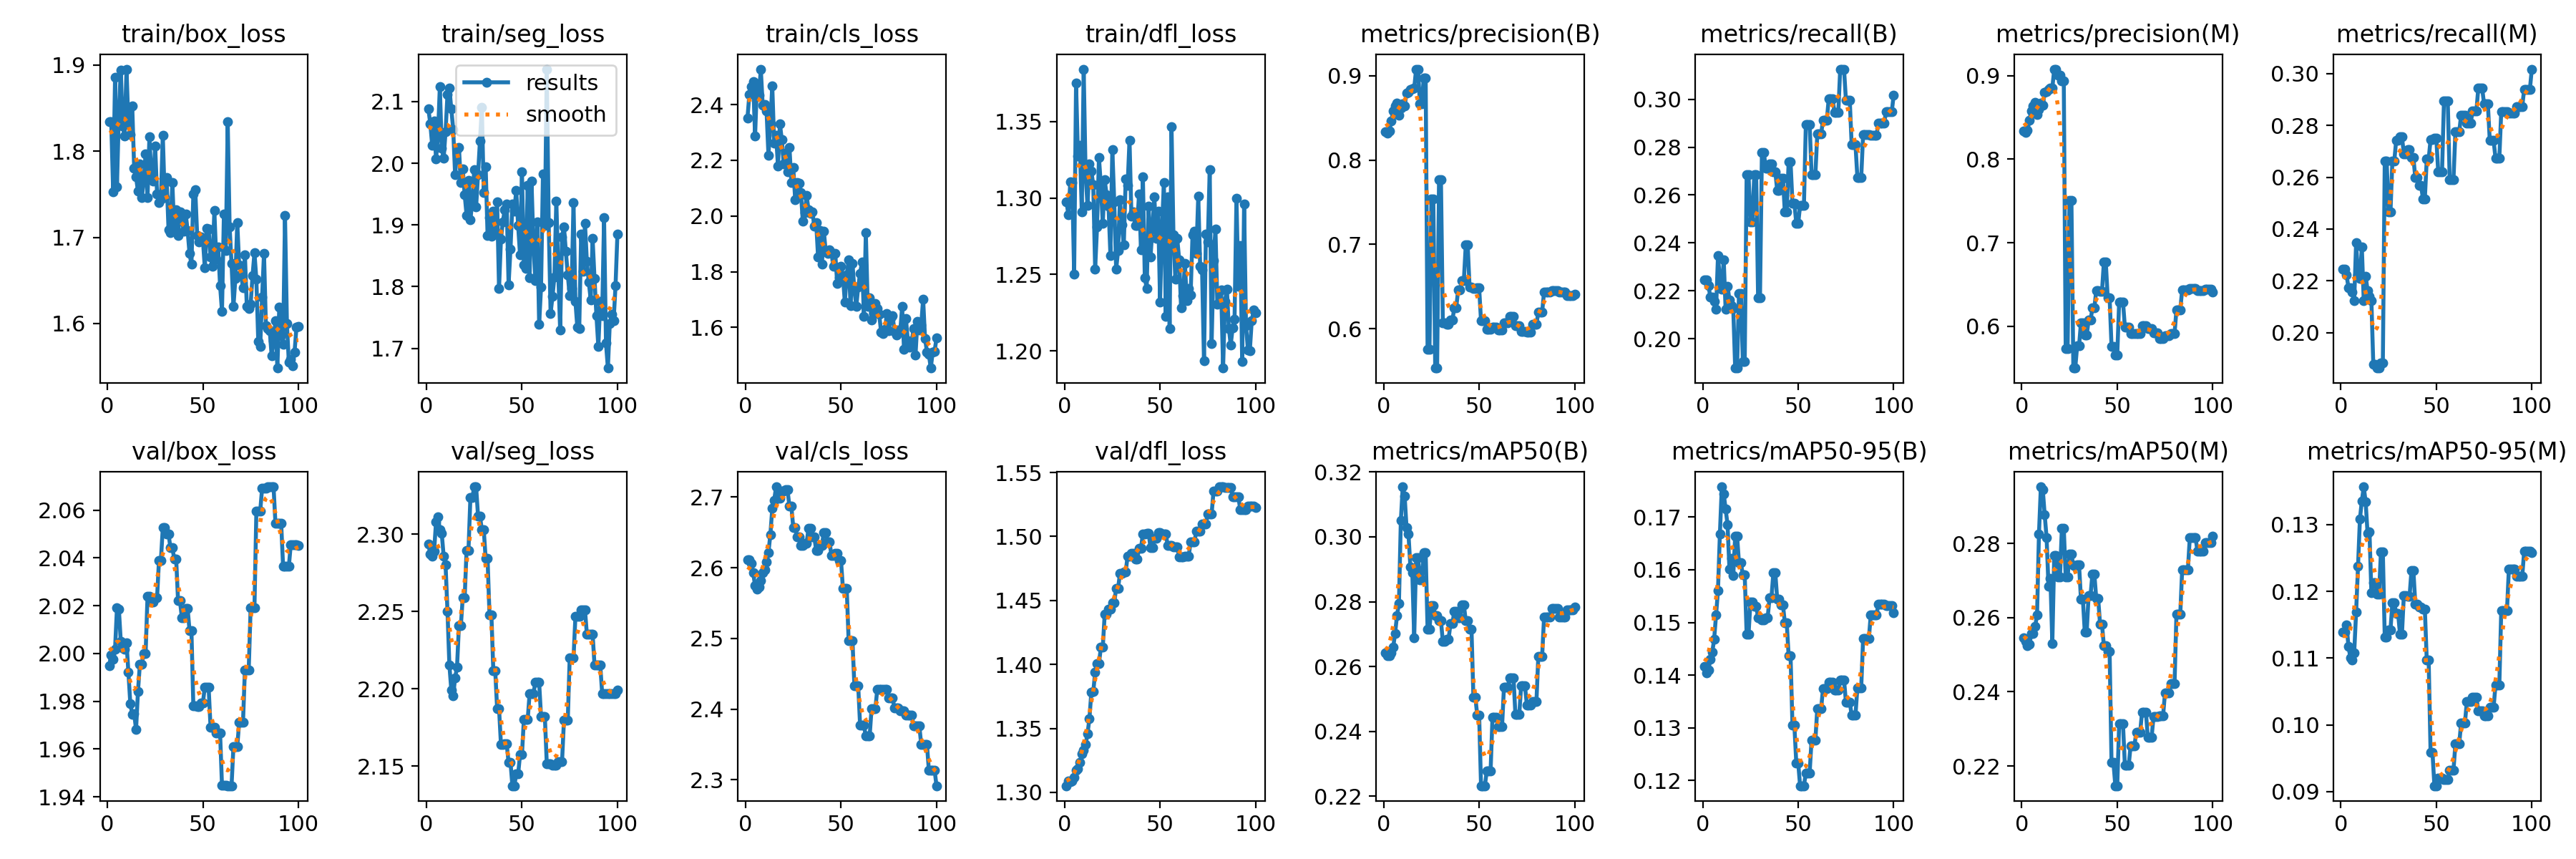 train/box_loss
train/seg_loss
train/cls_loss
train/dfl_loss
metrics/precision(B)
metrics/recall(B)
metrics/precision(M)
metrics/recall(M)
1.9
1.8
1.7
1.6
0 50 100
results
smooth
2.1
2.0
1.9
1.8
1.7
0 50 100
2.4
2.2
2.0
1.8
1.6
0 50 100
1.35
1.30
1.25
1.20
0 50 100
0.9
0.8
0.7
0.6
0 50 100
0.30
0.28
0.26
0.24
0.22
0.20
0 50 100
0.9
0.8
0.7
0.6
0 50 100
0.30
0.28
0.26
0.24
0.22
0.20
0 50 100
val/box_loss
val/seg_loss
val/cls_loss
val/dfl_loss
metrics/mAP50(B)
metrics/mAP50-95(B)
metrics/mAP50(M)
metrics/mAP50-95(M)
2.06
2.04
2.02
2.00
1.98
1.96
1.94
0 50 100
2.30
2.25
2.20
2.15
0 50 100
2.7
2.6
2.5
2.4
2.3
0 50 100
1.55
1.50
1.45
1.40
1.35
1.30
0 50 100
0.32
0.30
0.28
0.26
0.24
0.22
0 50 100
0.17
0.16
0.15
0.14
0.13
0.12
0 50 100
0.28
0.26
0.24
0.22
0 50 100
0.13
0.12
0.11
0.10
0.09
0 50 100